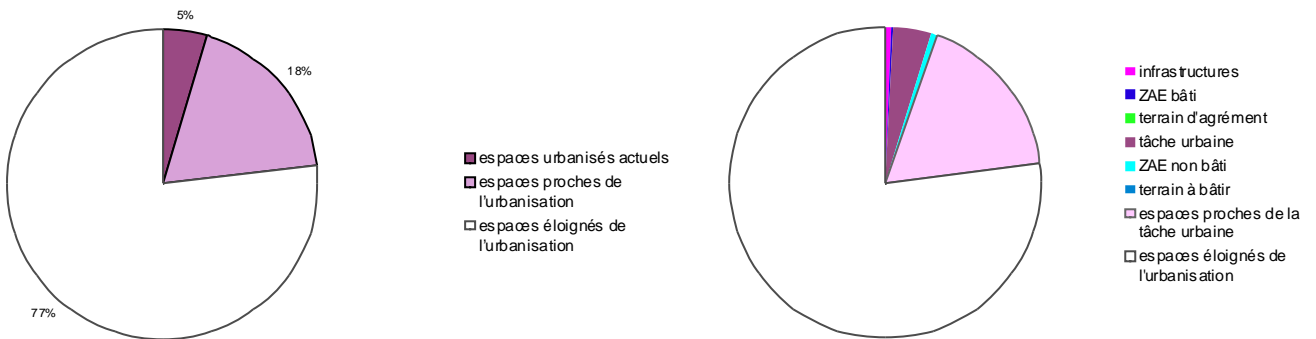 5%
18%
77%
espaces urbanisés actuels
espaces proches de
l'urbanisation
espaces éloignés de
l'urbanisation
infrastructures
ZAE bâti
terrain d'agrément
tâche urbaine
ZAE non bâti
terrain à bâtir
espaces proches de la
tâche urbaine
espaces éloignés de
l'urbanisation